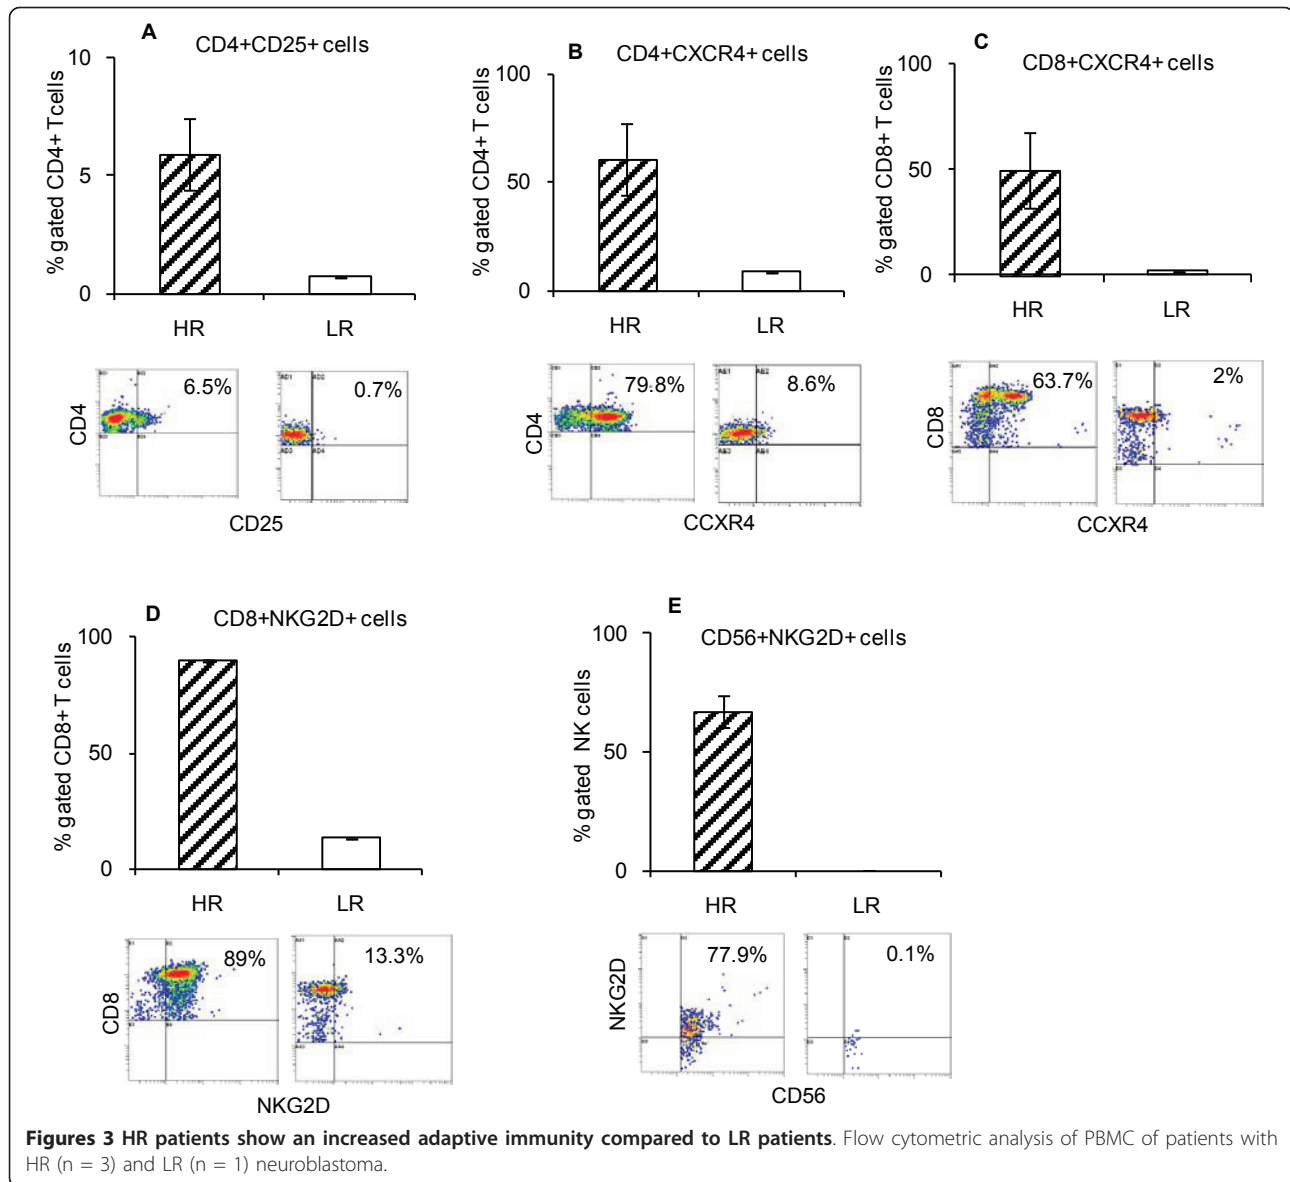 A
CD4+CD25+ cells
% gated CD4+ Tcells
10
5
0
HR LR
6.5%
0.7%
CD4
CD25
B
CD4+CXCR4+ cells
% gated CD4+ T cells
100
50
0
HR LR
79.8%
8.6%
CD4
CCXR4
C
CD8+CXCR4+ cells
% gated CD8+ T cells
100
50
0
HR LR
63.7%
2%
CD8
CCXR4
D
CD8+NKG2D+ cells
% gated CD8+ T cells
100
50
0
HR LR
89%
13.3%
CD8
NKG2D
E
CD56+NKG2D+ cells
% gated NK cells
100
50
0
HR LR
77.9%
0.1%
NKG2D
CD56
Figures 3 HR patients show an increased adaptive immunity compared to LR patients. Flow cytometric analysis of PBMC of patients with
HR (n = 3) and LR (n = 1) neuroblastoma.